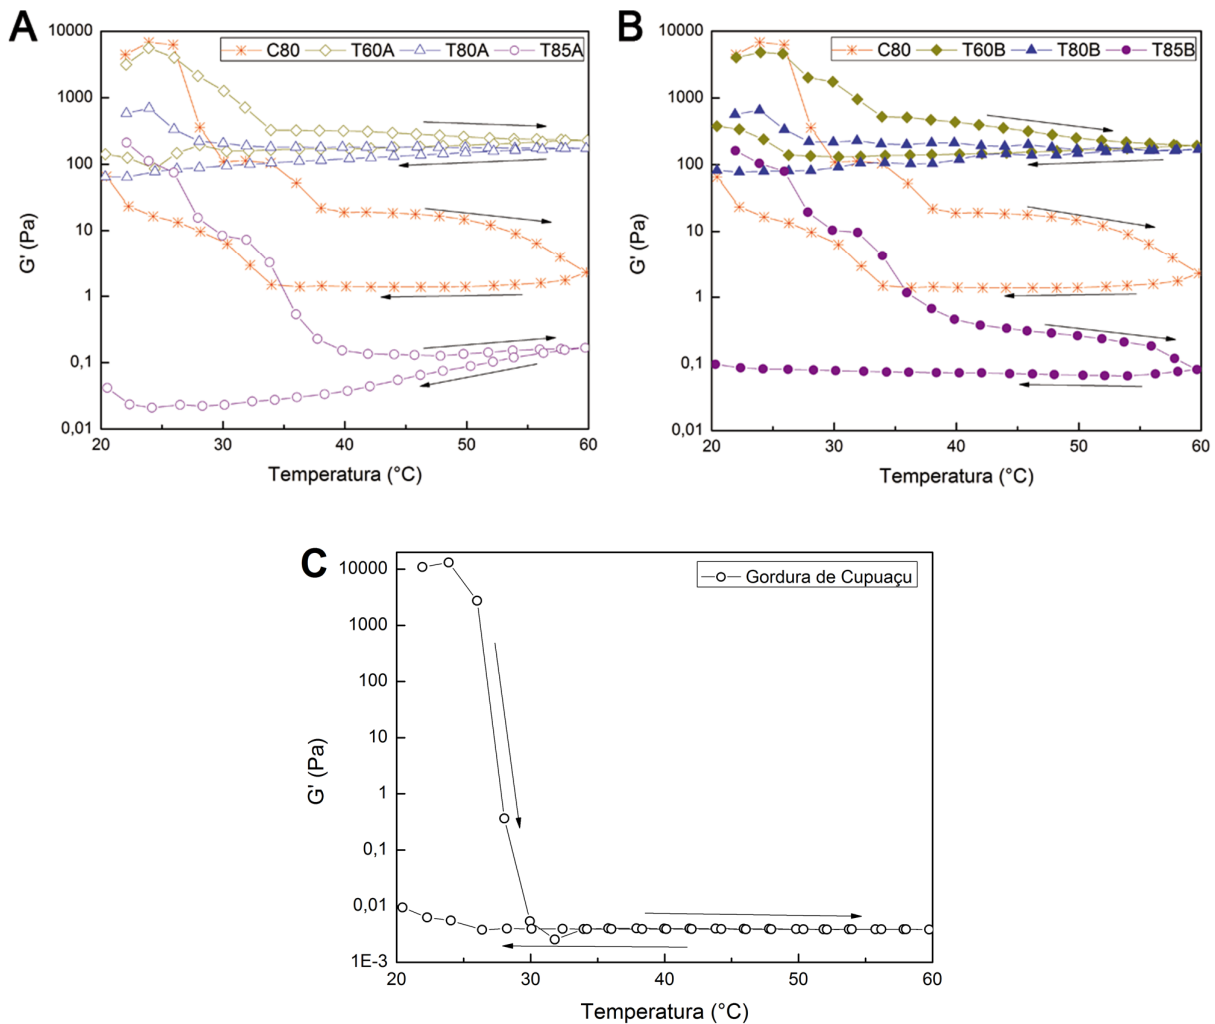 A
C80 T60A T80A T85A
10000
1000
100
10
1
0,1
0,01
G' (Pa)
20 30 40 50 60
Temperatura (°C)
B
C80 T60B T80B T85B
10000
1000
100
10
1
0,1
0,01
G' (Pa)
20 30 40 50 60
Temperatura (°C)
C
Gordura de Cupuaçu
10000
1000
100
10
1
0,1
0,01
1E-3
G' (Pa)
20 30 40 50 60
Temperatura (°C)